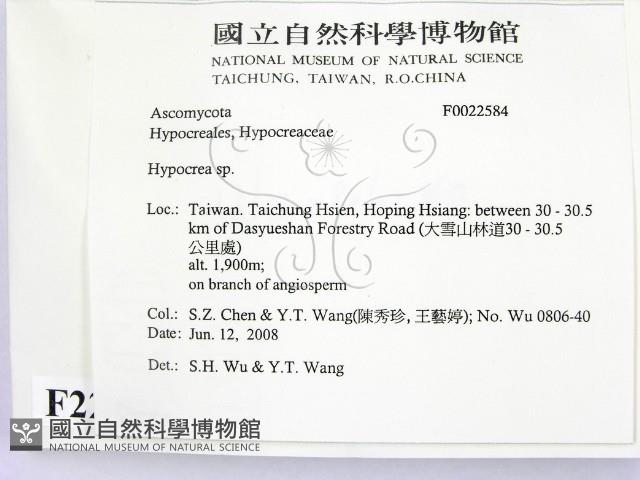 國立自然科學博物館
NATIONAL MUSEUM OF NATURAL SCIENCE
TAICHUNG, TAIWAN, R.O.CHINA
Ascomycota F0022584
Hypocreales, Hypocreaceae
Hypocrea sp.
Loc.: Taiwan. Taichung Hsien, Hoping Hsiang: between 30 - 30.5
km of Dasyueshan Forestry Road (大雪山林道30 - 30.5
公里處)
alt. 1,900m;
on branch of angiosperm
Col.: S.Z. Chen & Y.T. Wang(陳秀珍, 王藝婷); No. Wu 0806-40
Date: Jun. 12, 2008
Det.: S.H. Wu & Y.T. Wang
F22
國立自然科學博物館
NATIONAL MUSEUM OF NATURAL SCIENCE